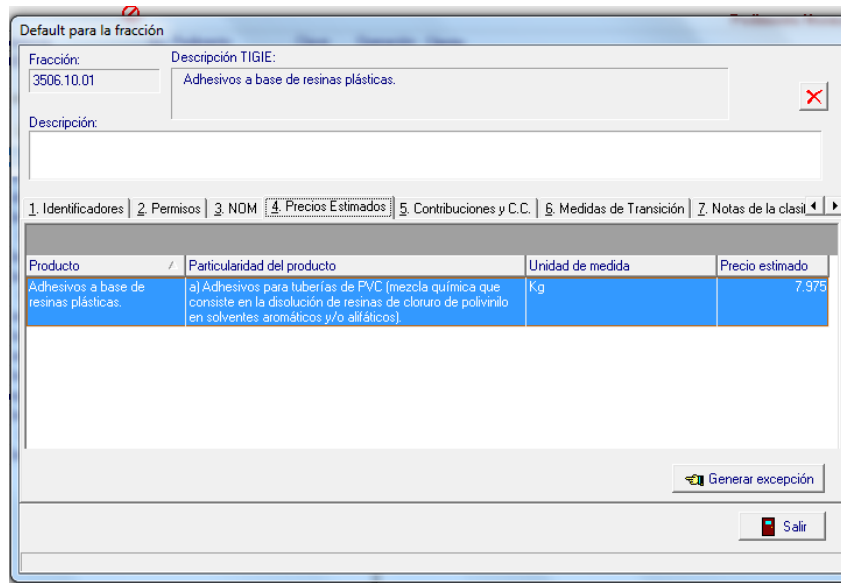 Default para la fracción
Fracción:
Descripción TIGIE:
3506.10.01
Adhesivos a base de resinas plásticas.
Descripción:
1. Identificadores
2. Permisos
3. NOM
4. Precios Estimados
5. Contribuciones y C.C.
6. Medidas de Transición
7. Notas de la clasi
Producto
Particularidad del producto
Unidad de medida
Precio estimado
Adhesivos a base de
resinas plásticas.
a) Adhesivos para tuberías de PVC (mezcla química que
consiste en la disolución de resinas de cloruro de polivinilo
en solventes aromáticos y/o alifáticos).
Kg
7.975
Generar excepción
Salir